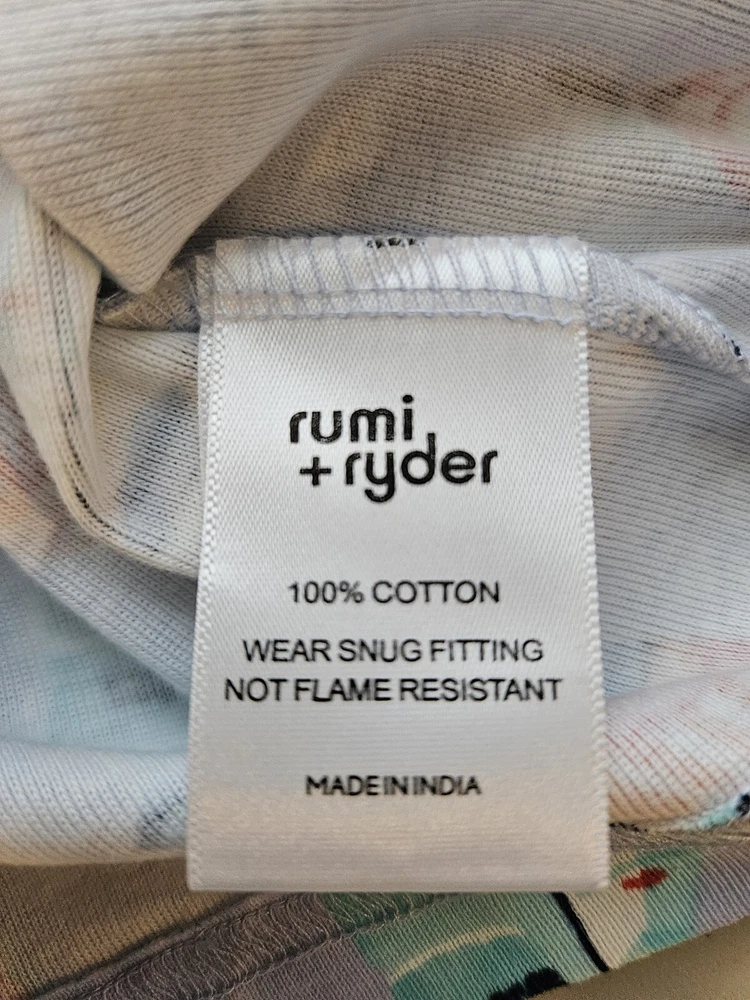 rumi
+ryder
100% COTTON
WEAR SNUG FITTING
NOT FLAME RESISTANT
MADE IN INDIA